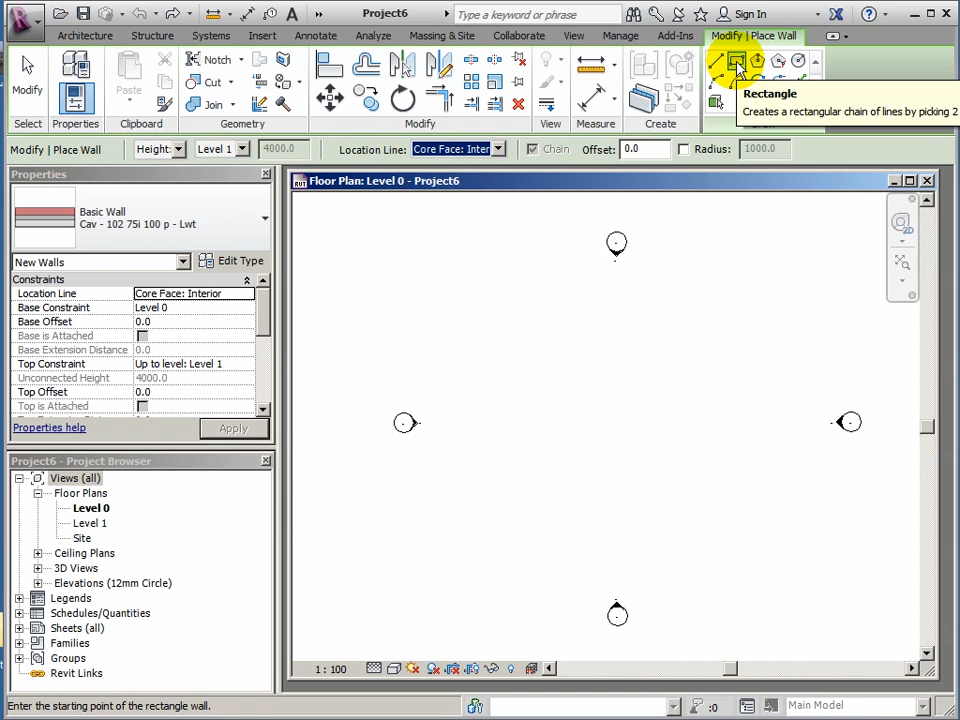 Project6
Type a keyword or phrase
Sign In
Architecture
Structure
Systems
Insert
Annotate
Analyze
Massing & Site
Collaborate
View
Manage
Add-Ins
Modify | Place Wall
Modify
Paste
Notch
Cut
Join
Rectangle
Creates a rectangular chain of lines by picking 2
Select
Properties
Clipboard
Geometry
Modify
View
Measure
Create
Modify | Place Wall
Height:
Level 1
4000.0
Location Line:
Core Face: Inter
Chain
Offset:
0.0
Radius:
1000.0
Properties
Basic Wall
Cav - 102 75i 100 p - Lwt
New Walls
Edit Type
Constraints
Location Line
Core Face: Interior
Base Constraint
Level 0
Base Offset
0.0
Base is Attached
Base Extension Distance
0.0
Top Constraint
Up to level: Level 1
Unconnected Height
4000.0
Top Offset
0.0
Top is Attached
Properties help
Apply
Project6 - Project Browser
Views (all)
Floor Plans
Level 0
Level 1
Site
Ceiling Plans
3D Views
Elevations (12mm Circle)
Legends
Schedules/Quantities
Sheets (all)
Families
Groups
Revit Links
Floor Plan: Level 0 - Project6
2D
1 : 100
Enter the starting point of the rectangle wall.
:0
Main Model